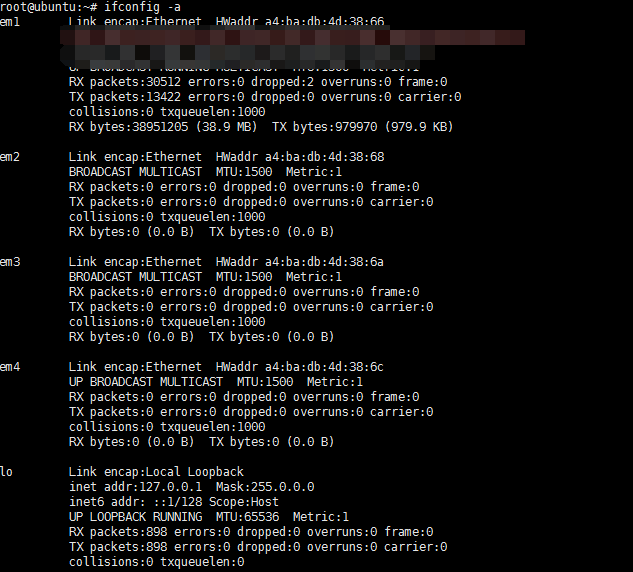 root@ubuntu:~# ifconfig -a
em1 Link encap:Ethernet HWaddr a4:ba:db:4d:38:66
UP BROADCAST RUNNING MULTICAST MTU:1500 Metric:1
RX packets:30512 errors:0 dropped:2 overruns:0 frame:0
TX packets:13422 errors:0 dropped:0 overruns:0 carrier:0
collisions:0 txqueuelen:1000
RX bytes:38951205 (38.9 MB) TX bytes:979970 (979.9 KB)
em2 Link encap:Ethernet HWaddr a4:ba:db:4d:38:68
BROADCAST MULTICAST MTU:1500 Metric:1
RX packets:0 errors:0 dropped:0 overruns:0 frame:0
TX packets:0 errors:0 dropped:0 overruns:0 carrier:0
collisions:0 txqueuelen:1000
RX bytes:0 (0.0 B) TX bytes:0 (0.0 B)
em3 Link encap:Ethernet HWaddr a4:ba:db:4d:38:6a
BROADCAST MULTICAST MTU:1500 Metric:1
RX packets:0 errors:0 dropped:0 overruns:0 frame:0
TX packets:0 errors:0 dropped:0 overruns:0 carrier:0
collisions:0 txqueuelen:1000
RX bytes:0 (0.0 B) TX bytes:0 (0.0 B)
em4 Link encap:Ethernet HWaddr a4:ba:db:4d:38:6c
UP BROADCAST MULTICAST MTU:1500 Metric:1
RX packets:0 errors:0 dropped:0 overruns:0 frame:0
TX packets:0 errors:0 dropped:0 overruns:0 carrier:0
collisions:0 txqueuelen:1000
RX bytes:0 (0.0 B) TX bytes:0 (0.0 B)
lo Link encap:Local Loopback
inet addr:127.0.0.1 Mask:255.0.0.0
inet6 addr: ::1/128 Scope:Host
UP LOOPBACK RUNNING MTU:65536 Metric:1
RX packets:898 errors:0 dropped:0 overruns:0 frame:0
TX packets:898 errors:0 dropped:0 overruns:0 carrier:0
collisions:0 txqueuelen:0